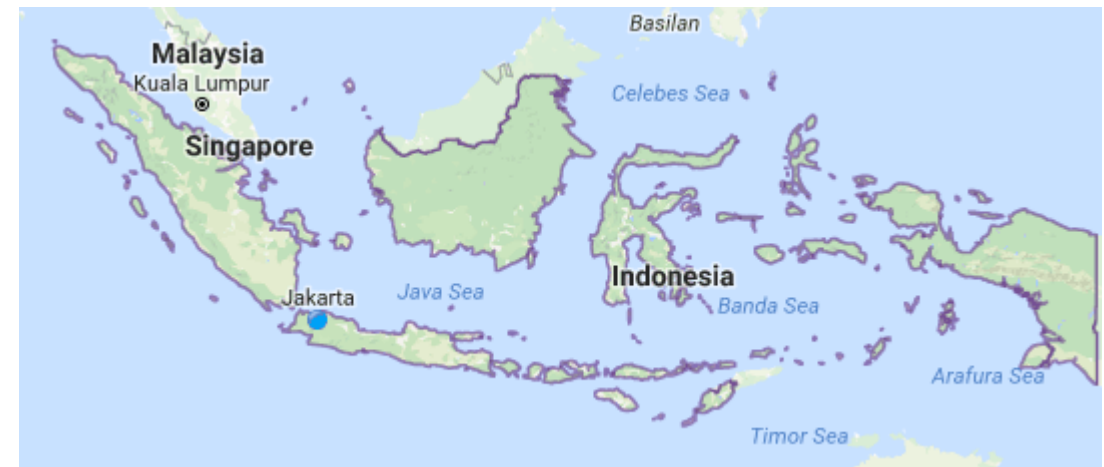 Basilan
Malaysia
Kuala Lumpur
Celebes Sea
Singapore
Indonesia
Jakarta
Java Sea
Banda Sea
Arafura Sea
Timor Sea